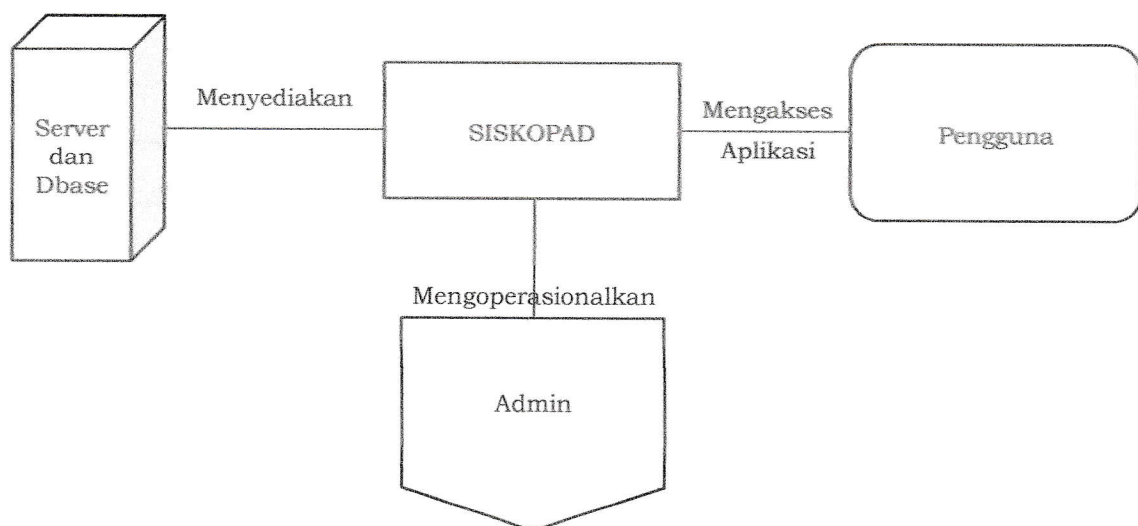 Server
dan
Dbase
Menyediakan
SISKOPAD
Mengakses
Aplikasi
Pengguna
Mengoperasionalkan
Admin